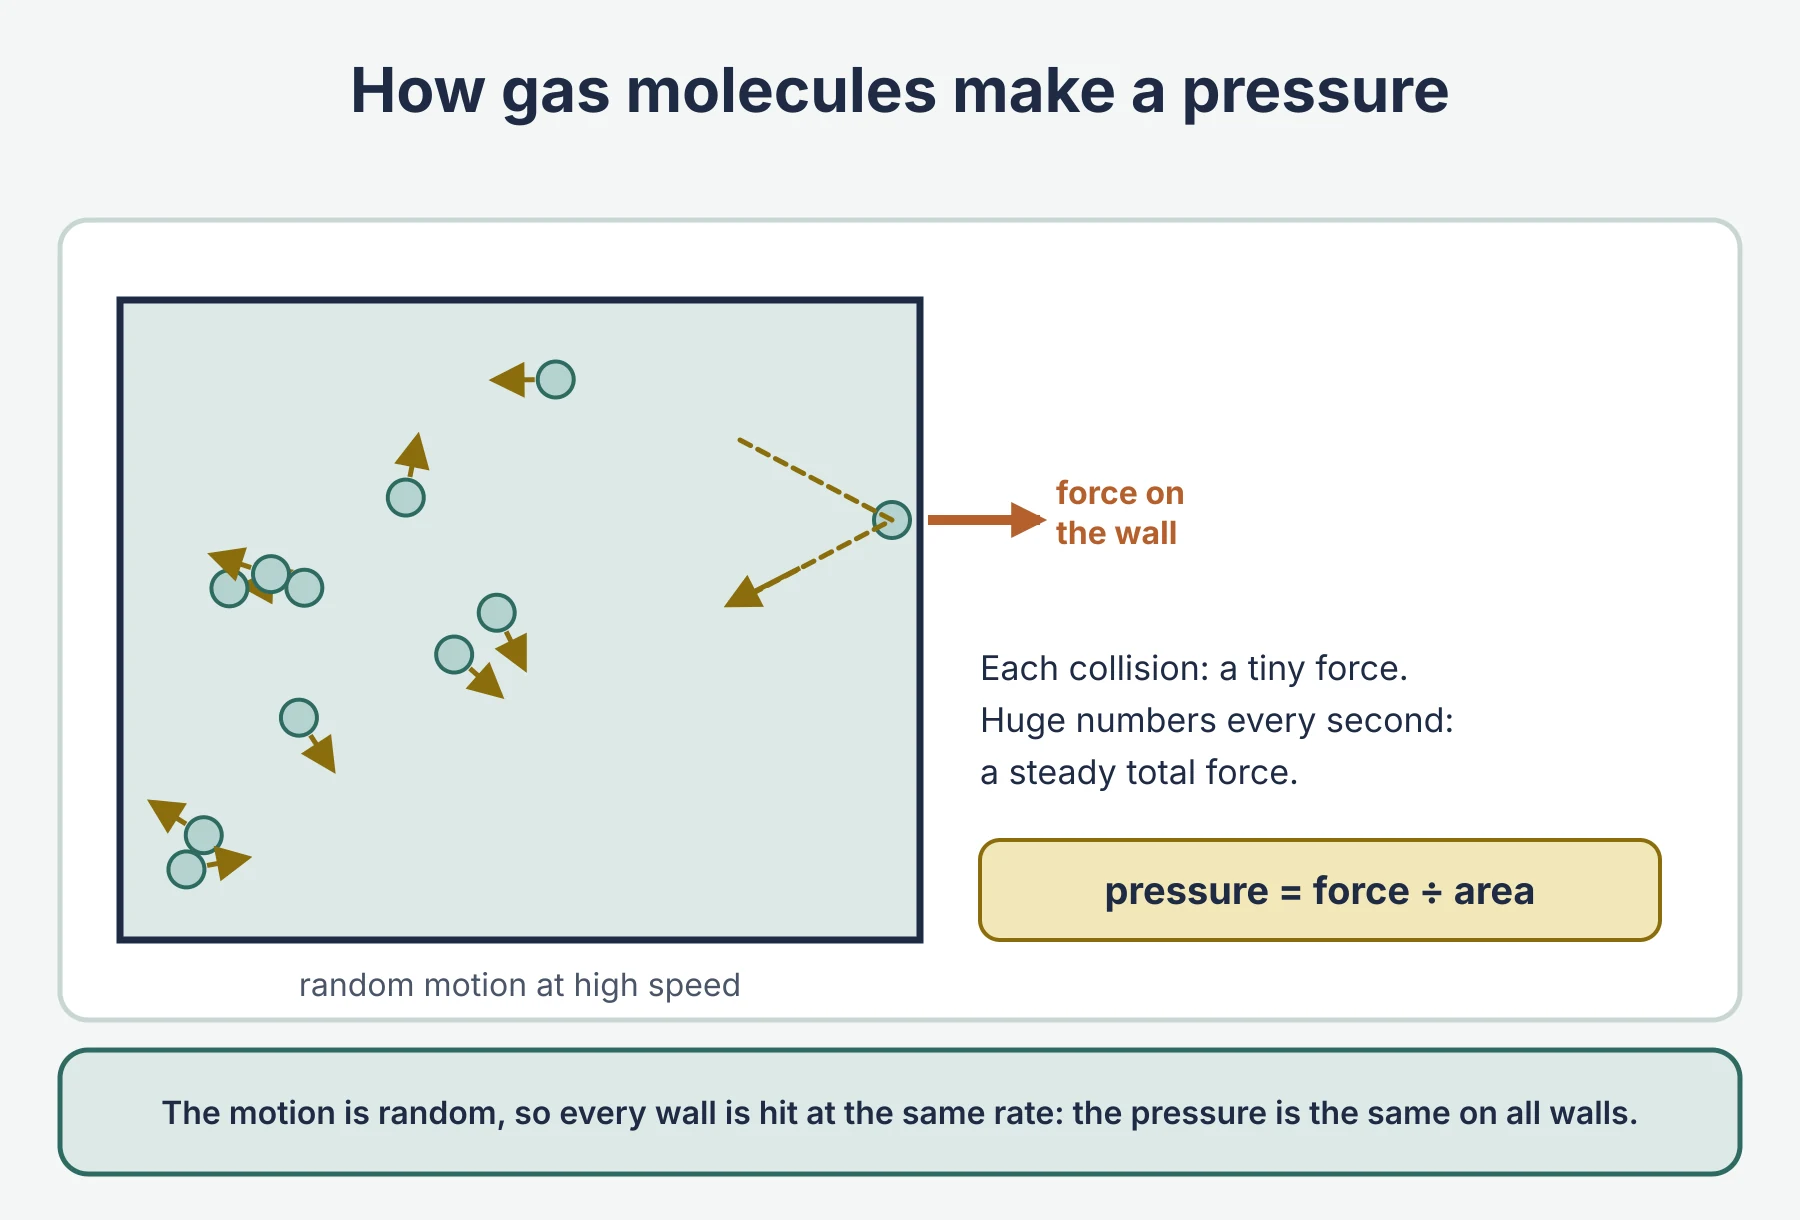 How gas molecules make a pressure
force on
the wall
Each collision: a tiny force.
Huge numbers every second:
a steady total force.
pressure = force ÷ area
random motion at high speed
The motion is random, so every wall is hit at the same rate: the pressure is the same on all walls.